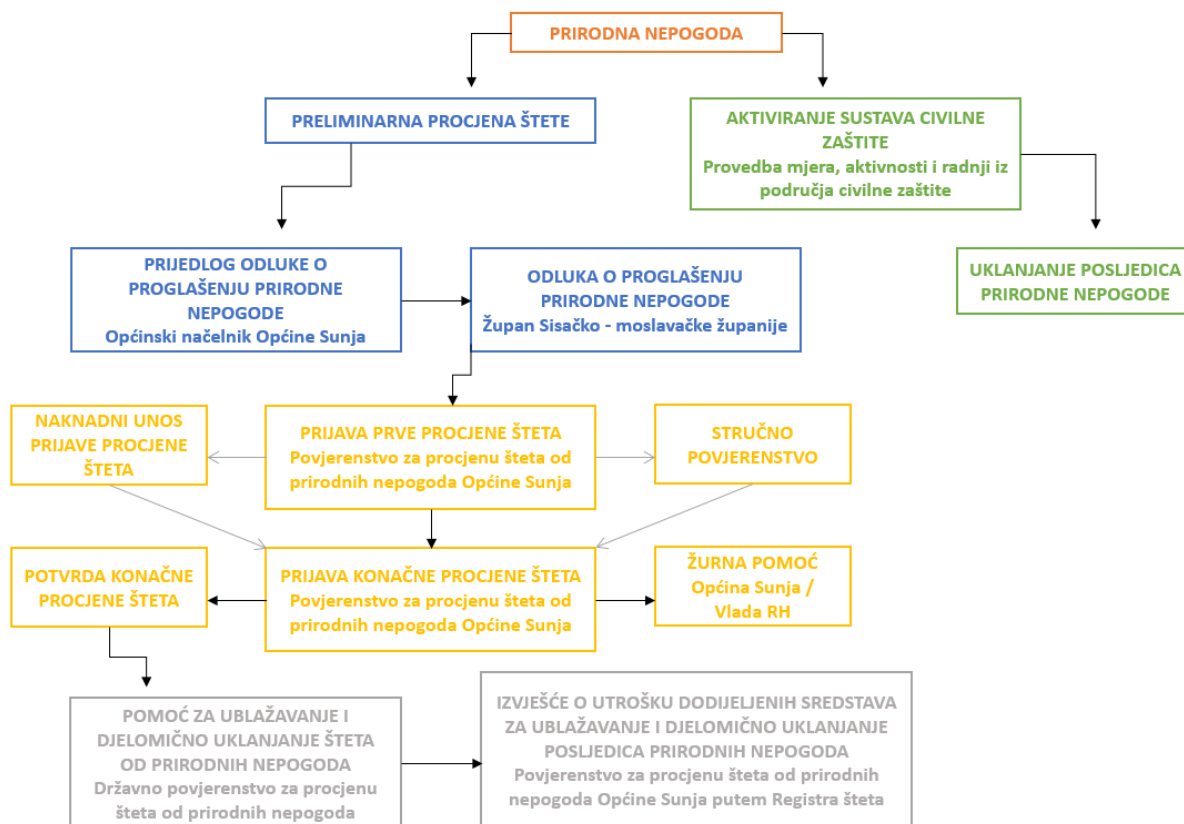 PRIRODNA NEPOGODA
PRELIMINARNA PROCJENA ŠTETE
AKTIVIRANJE SUSTAVA CIVILNE
ZAŠTITE
Provedba mjera, aktivnosti i radnji iz
područja civilne zaštite
PRIJEDLOG ODLUKE O
PROGLAŠENJU PRIRODNE
NEPOGODE
Općinski načelnik Općine Sunja
ODLUKA O PROGLAŠENJU
PRIRODNE NEPOGODE
Župan Sisačko - moslavačke županije
UKLANJANJE POSLJEDICA
PRIRODNE NEPOGODE
NAKNADNI UNOS
PRIJAVE PROCJENE
ŠTETA
PRIJAVA PRVE PROCJENE ŠTETA
Povjerenstvo za procjenu šteta od
prirodnih nepogoda Općine Sunja
STRUČNO
POVJERENSTVO
POTVRDA KONAČNE
PROCJENE ŠTETA
PRIJAVA KONAČNE PROCJENE ŠTETA
Povjerenstvo za procjenu šteta od
prirodnih nepogoda Općine Sunja
ŽURNA POMOĆ
Općina Sunja /
Vlada RH
POMOĆ ZA UBLAŽAVANJE I
DJELOMIČNO UKLANJANJE ŠTETA
OD PRIRODNIH NEPOGODA
Državno povjerenstvo za procjenu
šteta od prirodnih nepogoda
IZVJEŠĆE O UTROŠKU DODIJELJENIH SREDSTAVA
ZA UBLAŽAVANJE I DJELOMIČNO UKLANJANJE
POSLJEDICA PRIRODNIH NEPOGODA
Povjerenstvo za procjenu šteta od prirodnih
nepogoda Općine Sunja putem Registra šteta